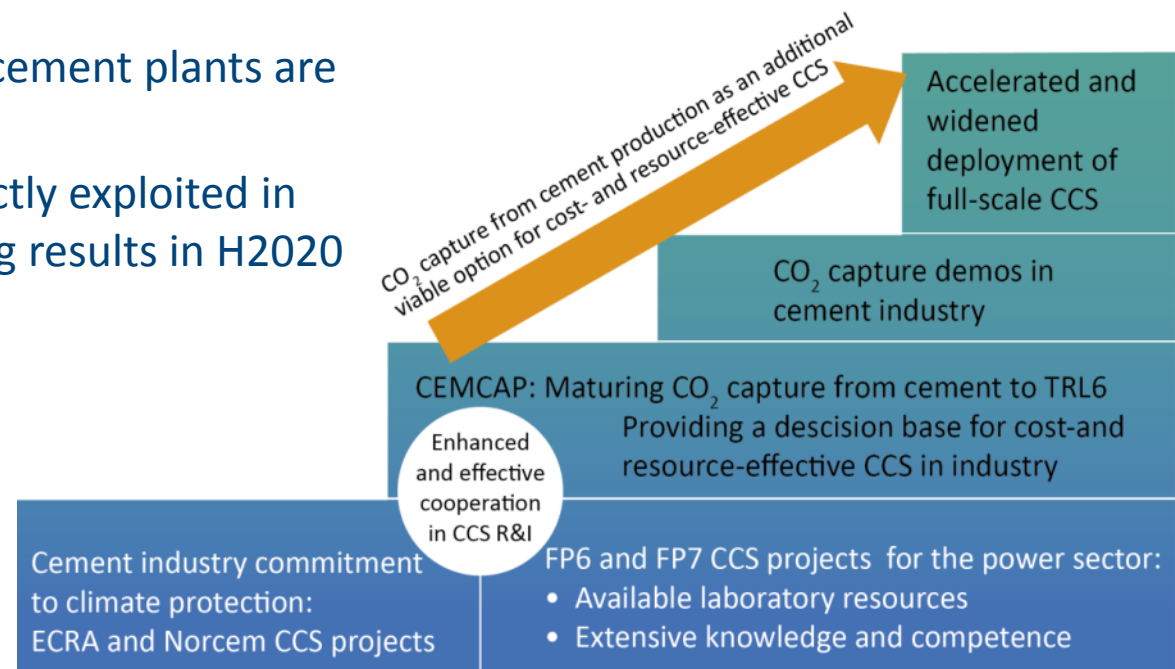 cement plants are
ctly exploited in
g results in H2020
CO₂ capture from cement production as an additional
viable option for cost- and resource-effective CCS
Accelerated and
widened
deployment of
full-scale CCS
CO₂ capture demos in
cement industry
CEMCAP: Maturing CO₂ capture from cement to TRL6
Providing a descision base for cost-and
resource-effective CCS in industry
Enhanced
and effective
cooperation
in CCS R&I
Cement industry commitment
to climate protection:
ECRA and Norcem CCS projects
FP6 and FP7 CCS projects for the power sector:
• Available laboratory resources
• Extensive knowledge and competence